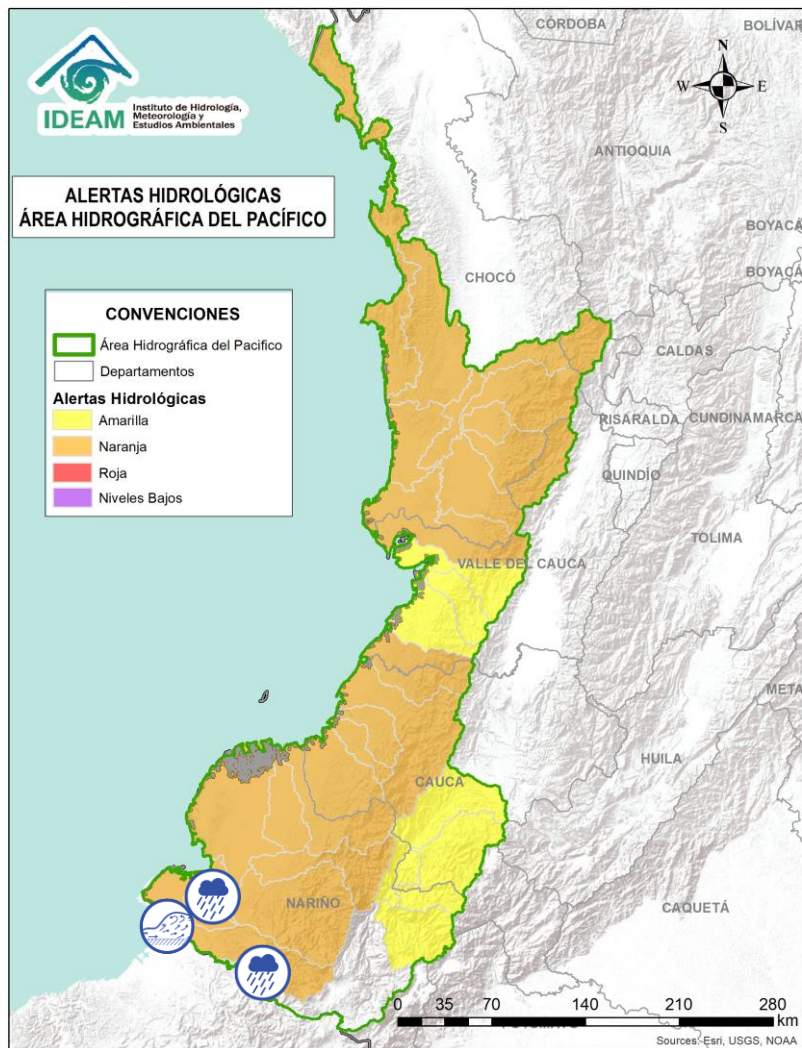 IDEAM
Instituto de Hidrología,
Meteorología y
Estudios Ambientales
ALERTAS HIDROLÓGICAS
ÁREA HIDROGRÁFICA DEL PACÍFICO
CONVENCIONES
Área Hidrográfica del Pacifico
Departamentos
Alertas Hidrológicas
Amarilla
Naranja
Roja
Niveles Bajos
CÓRDOBA
BOLÍVAR
N
W
E
S
ANTIOQUIA
BOYACÁ
BOYACÁ
CHOCÓ
CALDAS
RISARALDA
CUNDINAMARCA
QUINDÍO
TOLIMA
VALLE DEL CAUCA
META
HUILA
CAUCA
NARIÑO
CAQUETÁ
0 35 70 140 210 280
km
Sources: Esri, USGS, NOAA